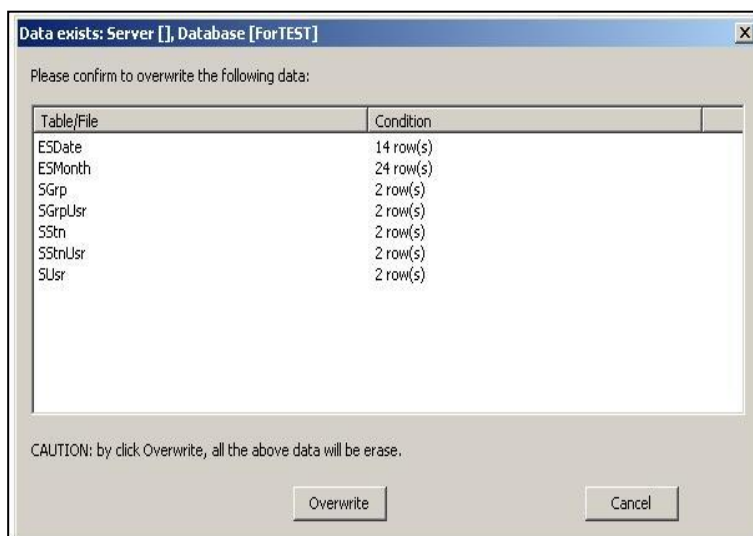 Data exists: Server [], Database [ForTEST]
Please confirm to overwrite the following data:
Table/File Condition
ESDate 14 row(s)
ESMonth 24 row(s)
SGrp 2 row(s)
SGrpUsr 2 row(s)
SStn 2 row(s)
SStnUsr 2 row(s)
SUsr 2 row(s)
CAUTION: by click Overwrite, all the above data will be erase.
Overwrite Cancel